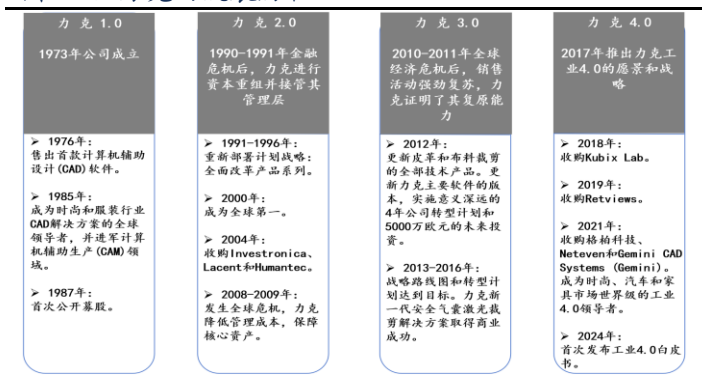 力 克 1.0
1973年公司成立
➢ 1976年：
售出首款计算机辅助
设计(CAD)软件。
➢ 1985年：
成为时尚和服装行业
CAD解决方案的全球
领导者，并进军计算
机辅助生产(CAM)领
域。
➢ 1987年：
首次公开募股。
力 克 2.0
1990-1991年金融
危机后，力克进行
资本重组并接管其
管理层
➢ 1991-1996年：
重新部署计划战略：
全面改革产品系列。
➢ 2000年：
成为全球第一。
➢ 2004年：
收购Investronica、
Lacent和Humantec。
➢ 2008-2009年：
发生全球危机，力克
降低管理成本，保障
核心资产。
力 克 3.0
2010-2011年全球
经济危机后，销售
活动强劲复苏，力
克证明了其复原能
力
➢ 2012年：
更新皮革和布料裁剪
的全部技术产品。更
新力克主要软件的版
本，实施意义深远的
4年公司转型计划和
5000万欧元的未来投
资。
➢ 2013-2016年：
战略路线图和转型计
划达到目标。力克新
一代安全气囊激光裁
剪解决方案取得商业
成功。
力 克 4.0
2017年推出力克工
业4.0的愿景和战
略
➢ 2018年：
收购Kubix Lab。
➢ 2019年：
收购Retviews。
➢ 2021年：
收购格柏科技、
Neteven和Gemini CAD
Systems (Gemini)。
成为时尚、汽车和家
具市场世界级的工业
4.0领导者。
➢ 2024年：
首次发布工业4.0白皮
书。